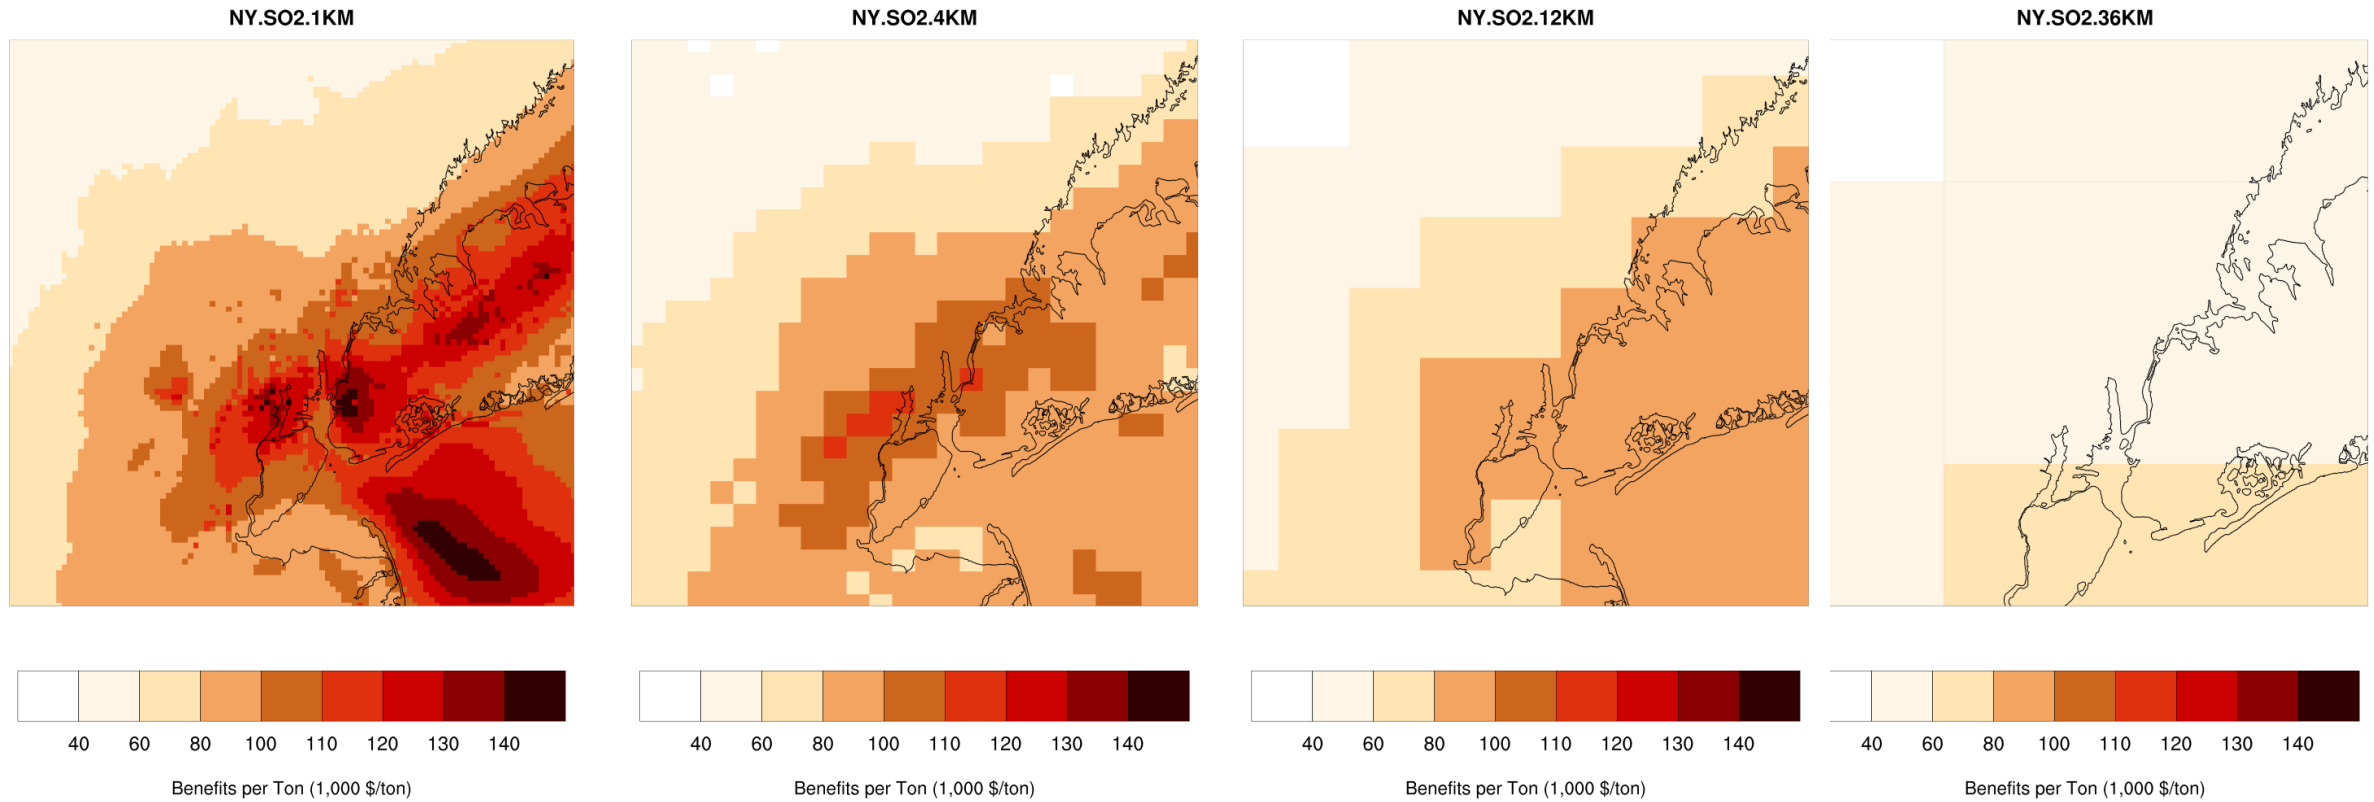 NY.SO2.1KM
NY.SO2.4KM
NY.SO2.12KM
NY.SO2.36KM
40 60 80 100 110 120 130 140
40 60 80 100 110 120 130 140
40 60 80 100 110 120 130 140
40 60 80 100 110 120 130 140
Benefits per Ton (1,000 $/ton)
Benefits per Ton (1,000 $/ton)
Benefits per Ton (1,000 $/ton)
Benefits per Ton (1,000 $/ton)